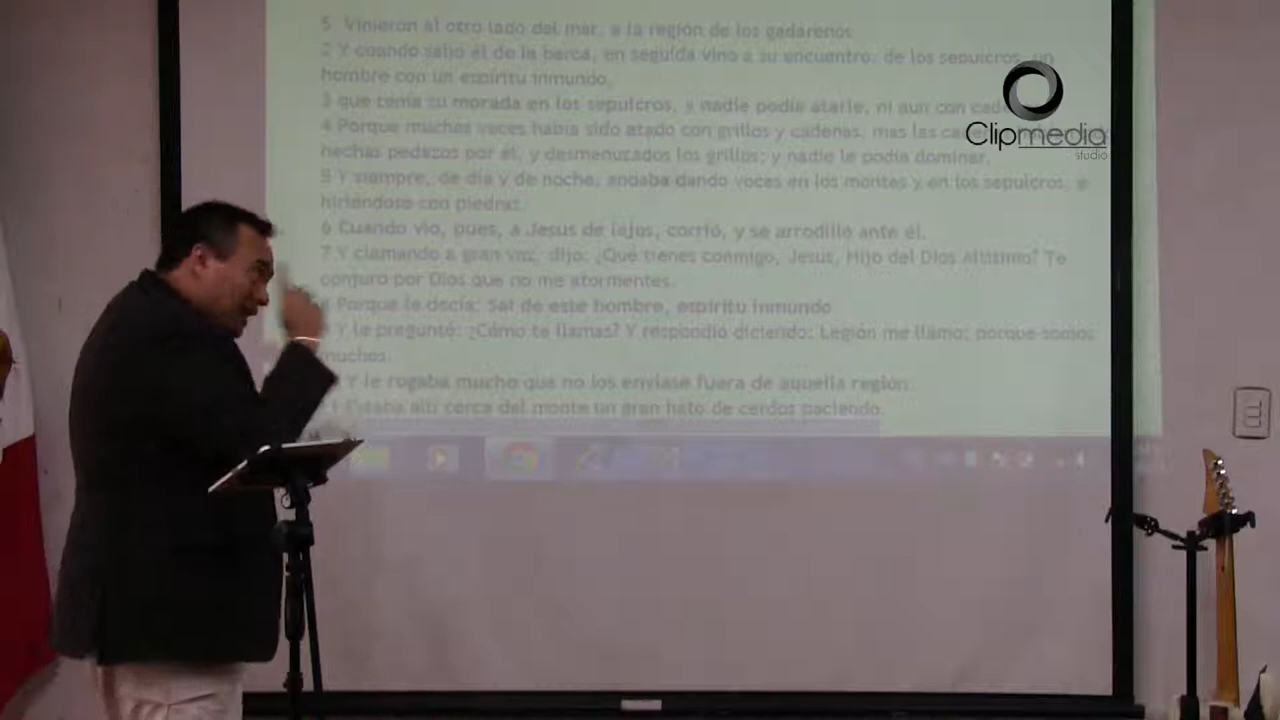 5 Vinieron al otro lado del mar, a la región de los gadarenos
2 Y cuando salió él de la barca, en seguida vino a su encuentro, de los sepulcros, un
hombre con un espíritu inmundo,
3 que tenía su morada en los sepulcros, y nadie podía atarle, ni aun con cade
4 Porque muchas veces había sido atado con grillos y cadenas, mas las ca
hechas pedazos por él, y desmenuzados los grillos; y nadie le podía dominar.
5 Y siempre, de día y de noche, andaba dando voces en los montes y en los sepulcros, e
hiriéndose con piedras.
6 Cuando vio, pues, a Jesús de lejos, corrió, y se arrodilló ante él.
7 Y clamando a gran voz, dijo: ¿Qué tienes conmigo, Jesús, Hijo del Dios Altísimo? Te
conjuro por Dios que no me atormentes.
Porque le decía: Sal de este hombre, espíritu inmundo
Y le preguntó: ¿Cómo te llamas? Y respondió diciendo: Legión me llamo; porque somos
muchos.
Y le rogaba mucho que no los enviase fuera de aquella región.
Estaba allí cerca del monte un gran hato de cerdos paciendo.
Clipmedia
studio